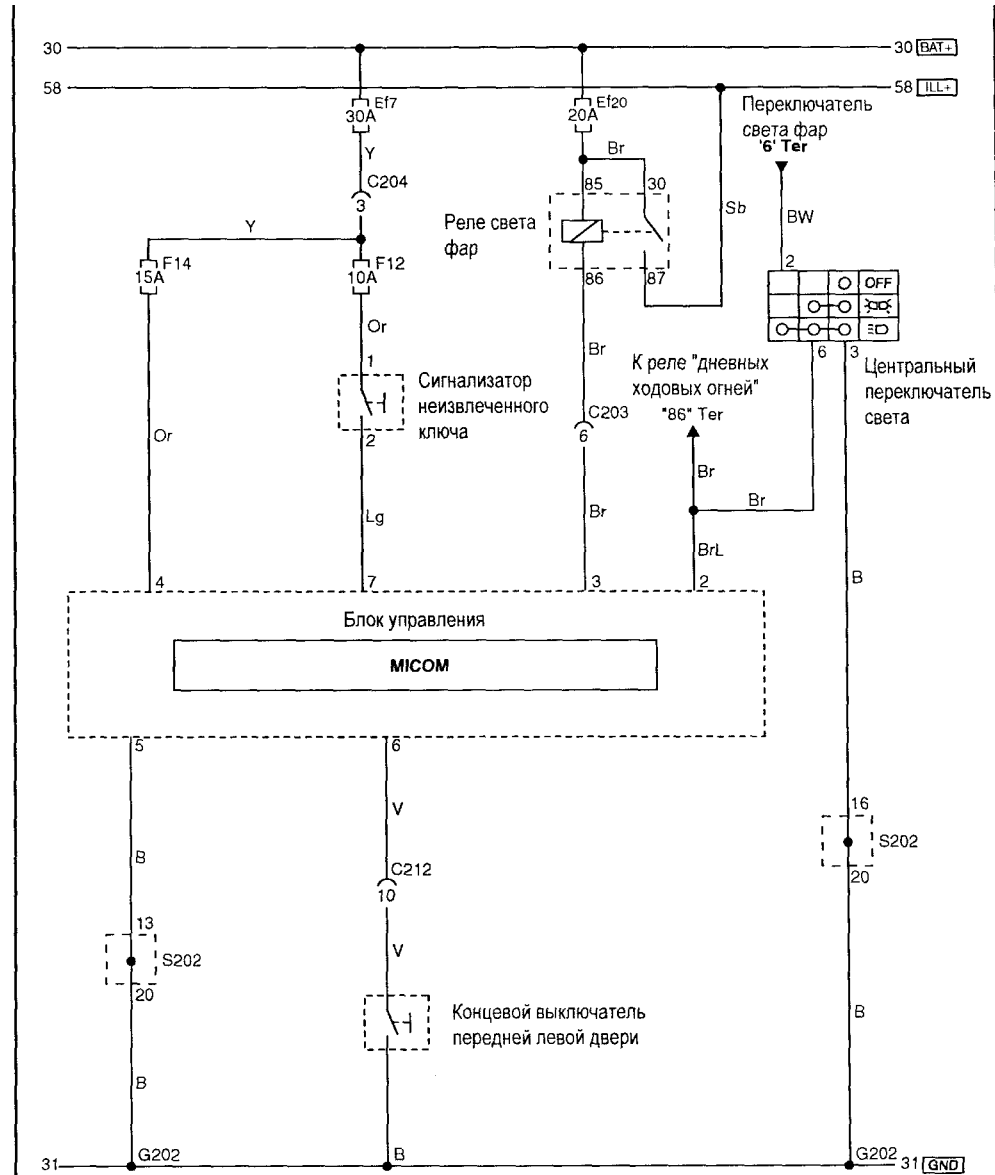 30
30 BAT+
58
58 ILL+
Ef7
30A
Ef20
20A
Переключатель
света фар
'6' Ter
Y
Br
C204
3
85
30
Sb
BW
Реле света
фар
Y
2
F14
15A
F12
10A
86
87
OFF
Or
6
3
1
Br
Сигнализатор
неизвлеченного
ключа
К реле "дневных
ходовых огней"
"86" Ter
Центральный
переключатель
света
2
C203
6
Or
Br
Br
Lg
Br
BrL
B
4
7
3
2
Блок управления
MICOM
5
6
V
16
S202
20
B
C212
10
13
S202
20
V
Концевой выключатель
передней левой двери
B
B
31
G202
B
G202
31 GND